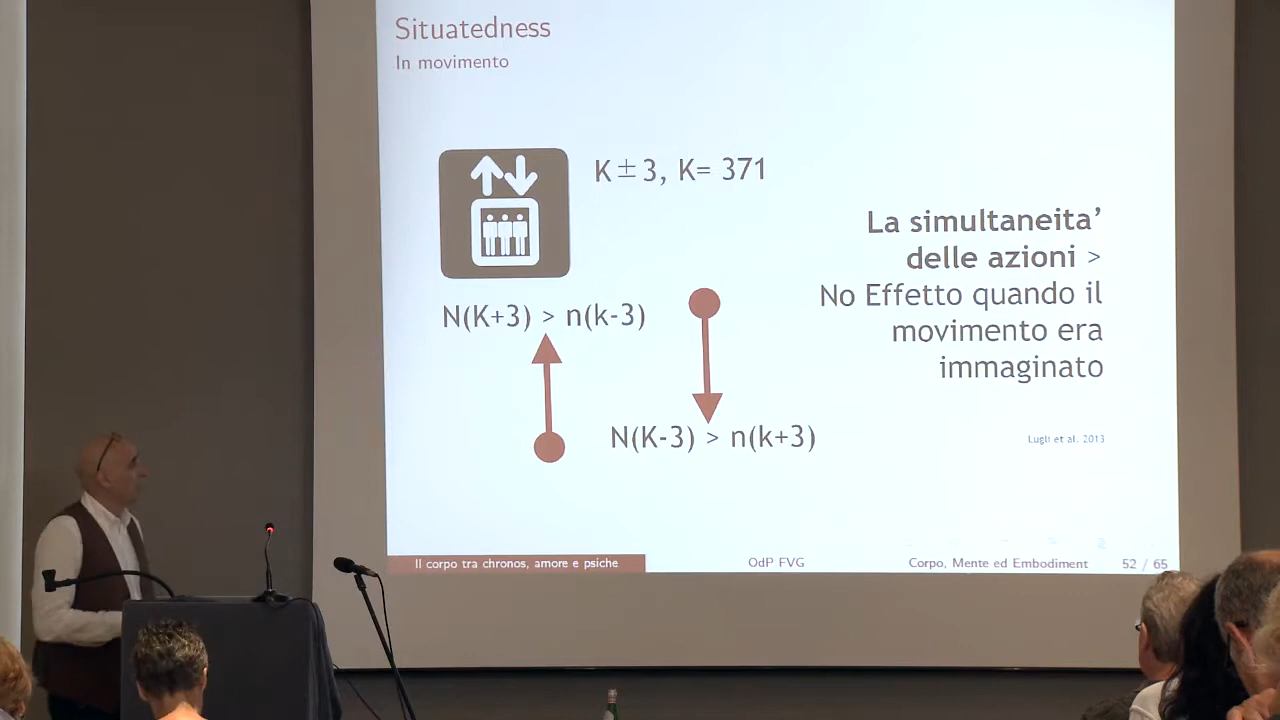 Situatedness
In movimento
K±3, K= 371
La simultaneita’
delle azioni >
No Effetto quando il
movimento era
immaginato
N(K+3) > n(k-3)
N(K-3) > n(k+3)
Lugli et al. 2013
Il corpo tra chronos, amore e psiche
OdP FVG
Corpo, Mente ed Embodiment
52 / 65